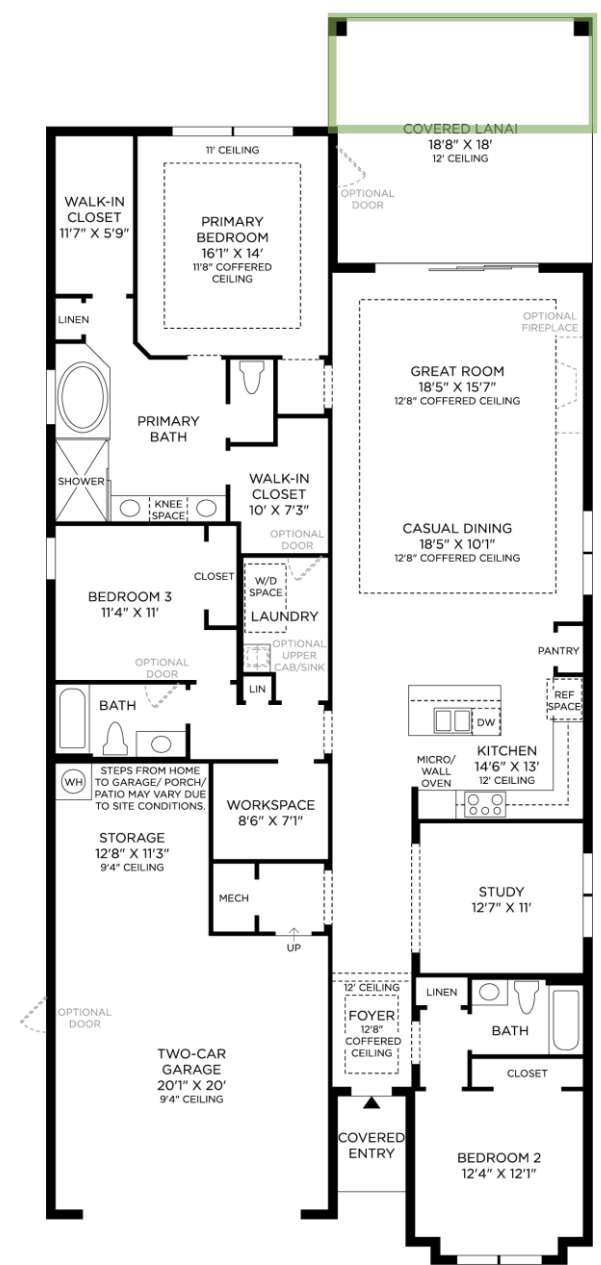 COVERED LANAI
18'8" X 18'
12' CEILING
OPTIONAL
DOOR
11' CEILING
PRIMARY
BEDROOM
16'1" X 14'
11'8" COFFERED
CEILING
WALK-IN
CLOSET
11'7" X 5'9"
LINEN
PRIMARY
BATH
SHOWER
KNEE
SPACE
WALK-IN
CLOSET
10' X 7'3"
OPTIONAL
DOOR
OPTIONAL
FIREPLACE
GREAT ROOM
18'5" X 15'7"
12'8" COFFERED CEILING
CASUAL DINING
18'5" X 10'1"
12'8" COFFERED CEILING
BEDROOM 3
11'4" X 11'
CLOSET
OPTIONAL
DOOR
W/D
SPACE
LAUNDRY
OPTIONAL
UPPER
CAB/SINK
LIN
BATH
PANTRY
REF
SPACE
DW
KITCHEN
14'6" X 13'
12' CEILING
MICRO/
WALL
OVEN
WH
STEPS FROM HOME
TO GARAGE/ PORCH/
PATIO MAY VARY DUE
TO SITE CONDITIONS.
STORAGE
12'8" X 11'3"
9'4" CEILING
WORKSPACE
8'6" X 7'1"
MECH
UP
STUDY
12'7" X 11'
12' CEILING
FOYER
12'8"
COFFERED
CEILING
LINEN
BATH
CLOSET
OPTIONAL
DOOR
TWO-CAR
GARAGE
20'1" X 20'
9'4" CEILING
COVERED
ENTRY
BEDROOM 2
12'4" X 12'1"